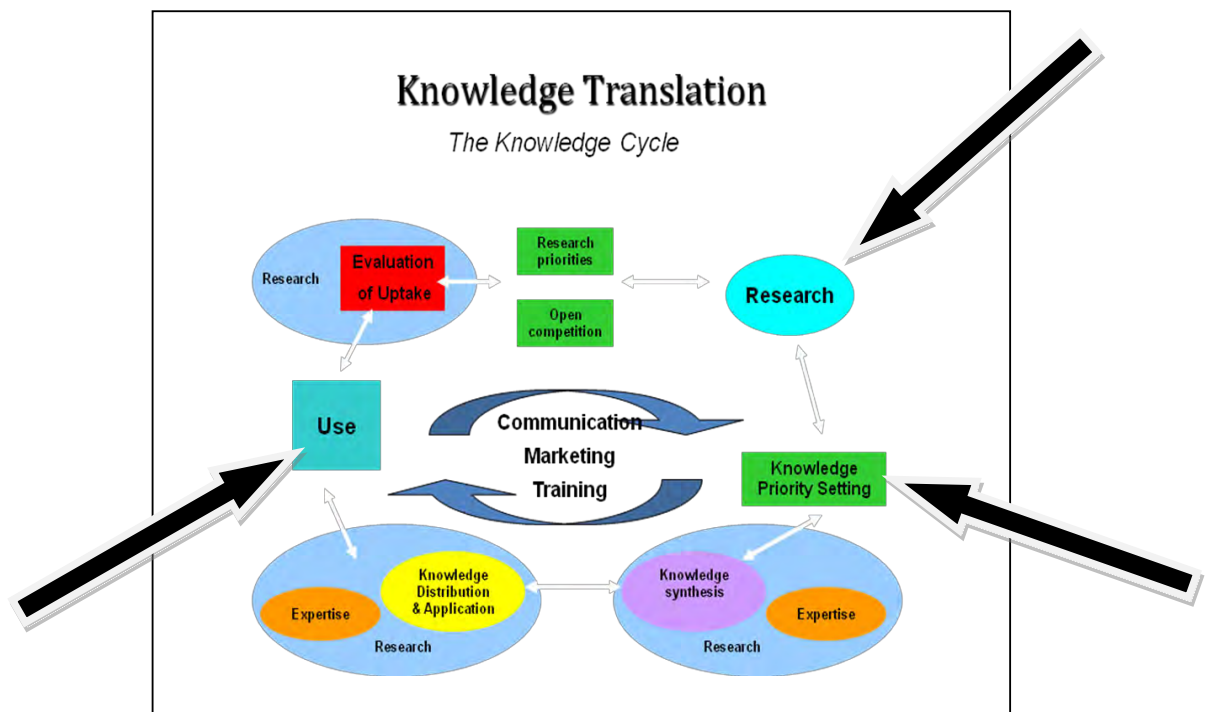 Knowledge Translation
The Knowledge Cycle
Research
Evaluation
of Uptake
Research
priorities
Open
competition
Research
Use
Communication
Marketing
Training
Knowledge
Priority Setting
Knowledge
Distribution
& Application
Expertise
Research
Knowledge
synthesis
Expertise
Research